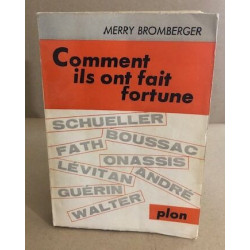 MERRY BROMBERGER
Comment
ils ont fait
fortune
SCHUELLER
FATH BOUSSAC
ONASSIS
LÉVITAN ANDRÉ
GUÉRIN
WALTER
plon